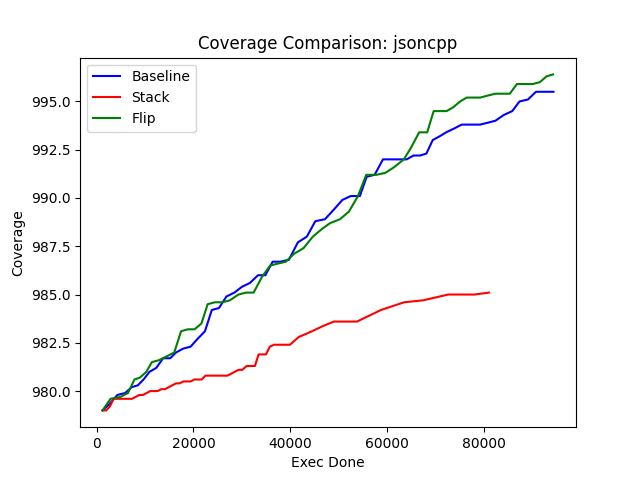 Coverage Comparison: jsoncpp
Baseline
Stack
Flip
Coverage
995.0
992.5
990.0
987.5
985.0
982.5
980.0
0 20000 40000 60000 80000
Exec Done